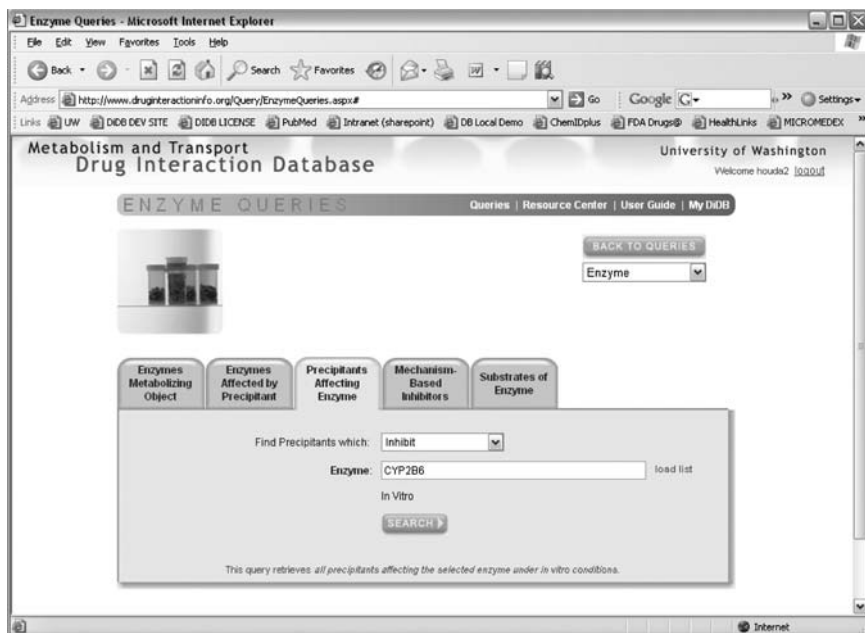 Enzyme Queries - Microsoft Internet Explorer
File Edit View Favorites Tools Help
Back Search Favorites
Address http://www.druginteractioninfo.org/Query/EnzymeQueries.aspx# Go Google Settings
Links UW DIDB DEV SITE DIDB LICENSE PubMed Intranet (sharepoint) DB Local Demo ChemIDplus FDA Drugs@ HealthLinks MICROMEDEX »
Metabolism and Transport
Drug Interaction Database
University of Washington
Welcome houda2 logout
ENZYME QUERIES Queries | Resource Center | User Guide | My DiDB
BACK TO QUERIES
Enzyme
Enzymes Metabolizing Object
Enzymes Affected by Precipitant
Precipitants Affecting Enzyme
Mechanism-Based Inhibitors
Substrates of Enzyme
Find Precipitants which: Inhibit
Enzyme: CYP2B6 load list
In Vitro
SEARCH
This query retrieves all precipitants affecting the selected enzyme under in vitro conditions.
Internet